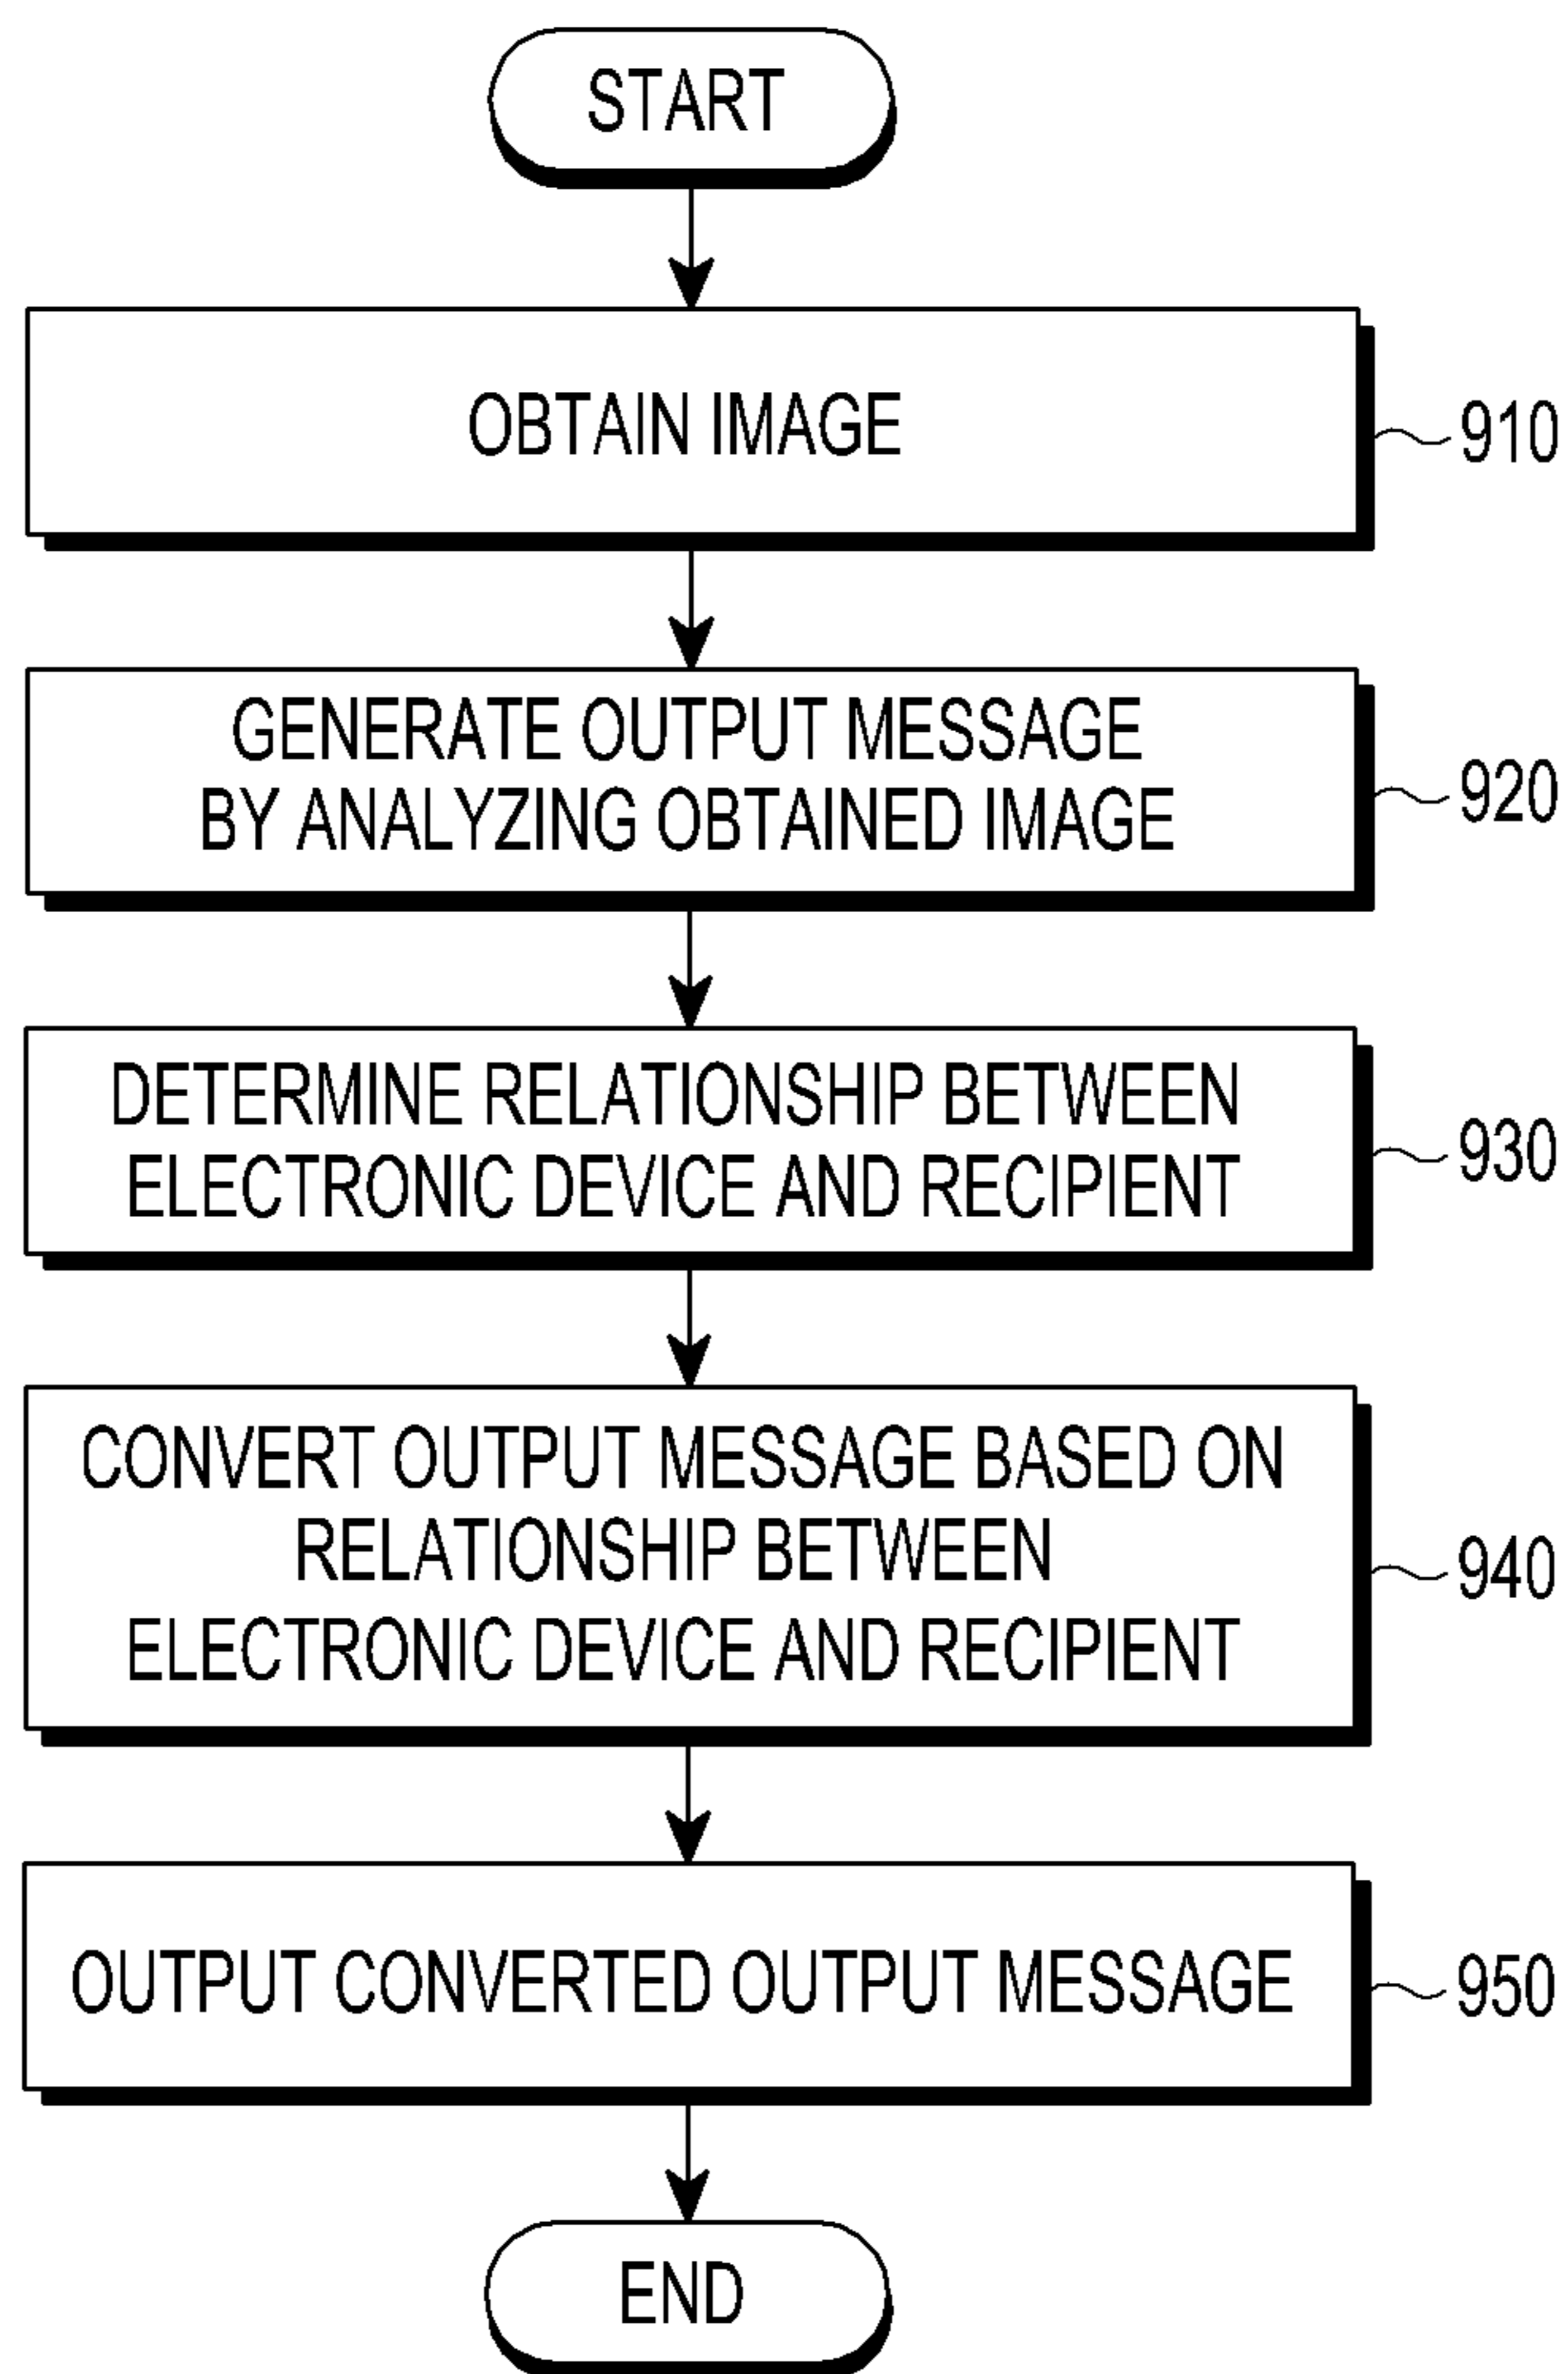 START
OBTAIN IMAGE
910
GENERATE OUTPUT MESSAGE
BY ANALYZING OBTAINED IMAGE
920
DETERMINE RELATIONSHIP BETWEEN
ELECTRONIC DEVICE AND RECIPIENT
930
CONVERT OUTPUT MESSAGE BASED ON
RELATIONSHIP BETWEEN
ELECTRONIC DEVICE AND RECIPIENT
940
OUTPUT CONVERTED OUTPUT MESSAGE
950
END